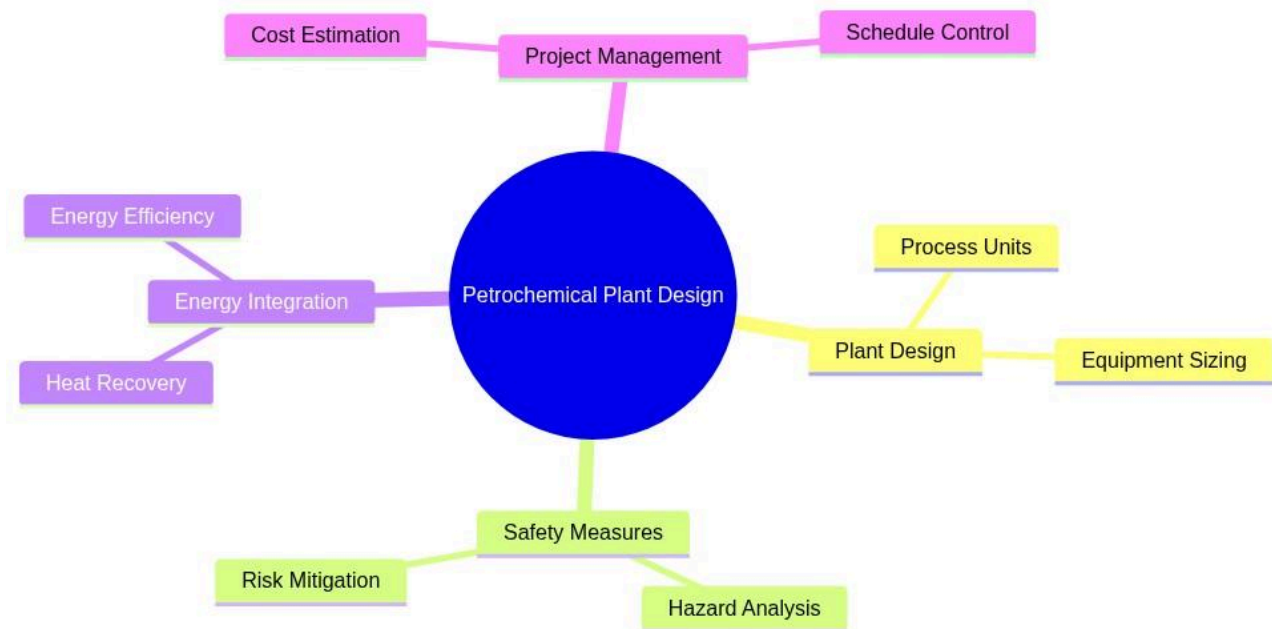 Cost Estimation
Schedule Control
Project Management
Energy Efficiency
Process Units
Energy Integration
Petrochemical Plant Design
Plant Design
Equipment Sizing
Heat Recovery
Safety Measures
Risk Mitigation
Hazard Analysis